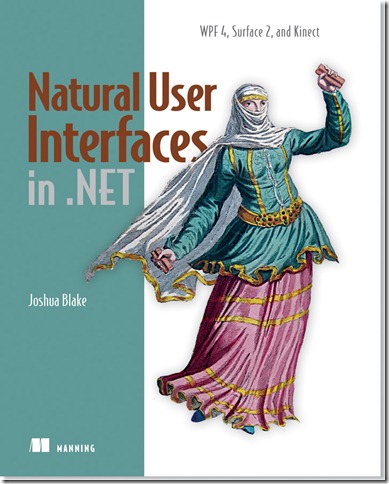 WPF 4, Surface 2, and Kinect
Natural User
Interfaces
in .NET
Joshua Blake
MANNING